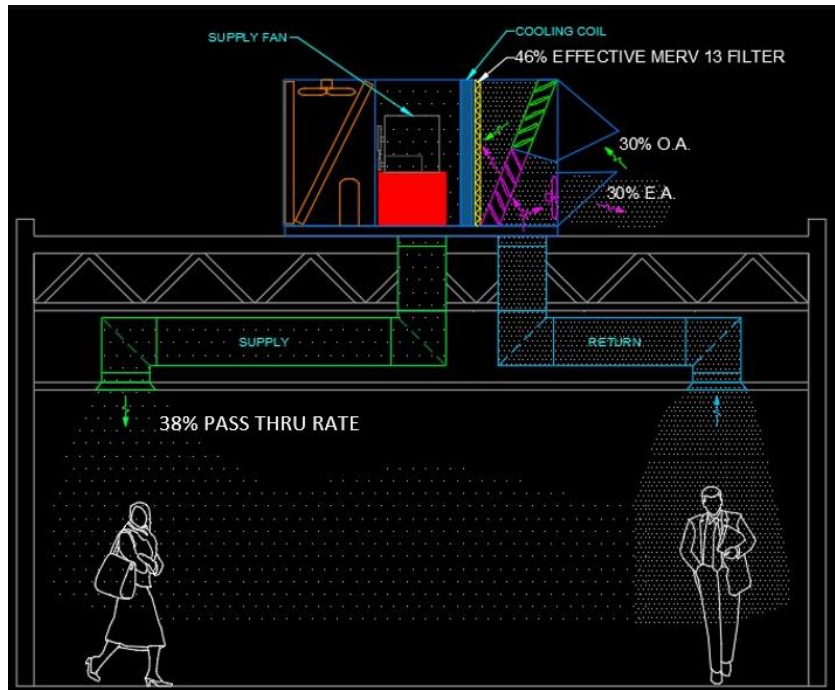 COOLING COIL
SUPPLY FAN
46% EFFECTIVE MERV 13 FILTER
30% O.A.
30% E.A.
SUPPLY
RETURN
38% PASS THRU RATE